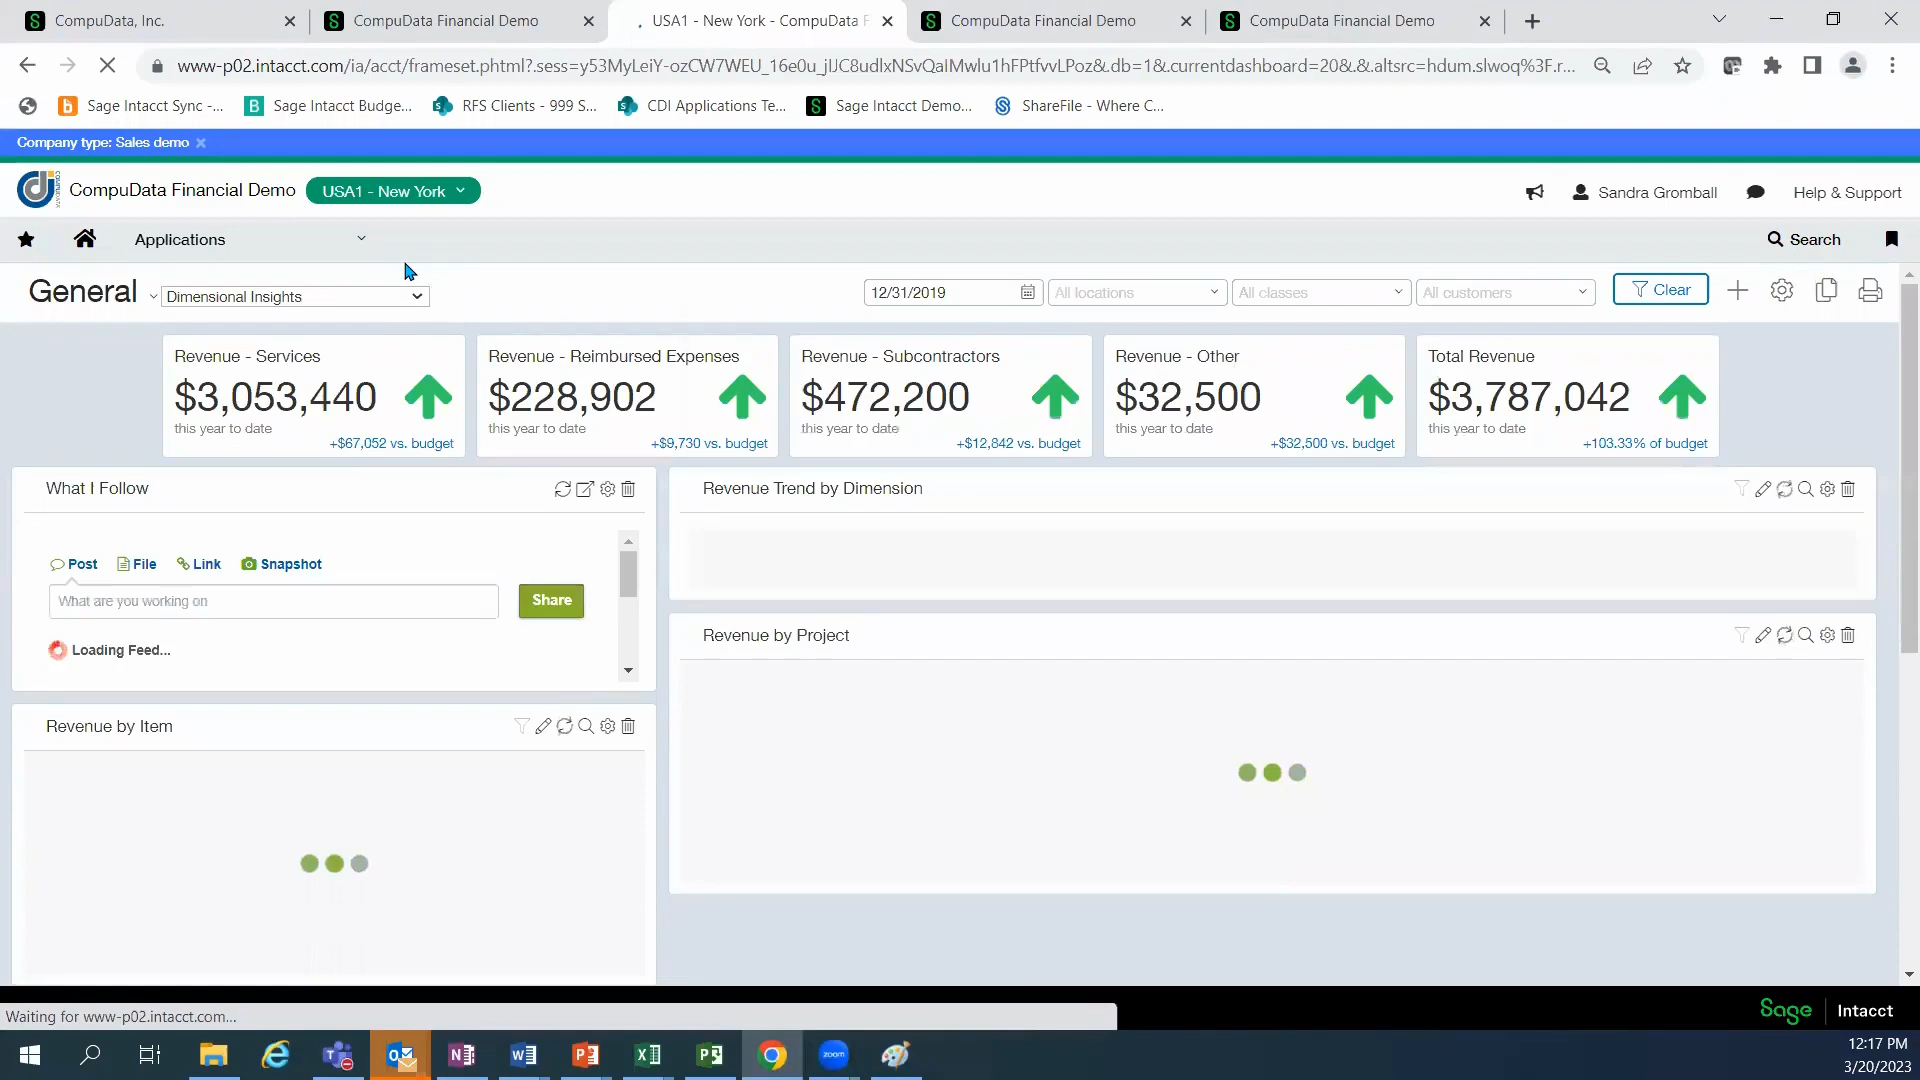 CompuData, Inc.
CompuData Financial Demo
USA1 - New York - CompuData F
CompuData Financial Demo
CompuData Financial Demo
www-p02.intacct.com/ia/acct/frameset.phtml?.sess=y53MyLeiY-ozCW7WEU_16e0u_jIJC8udlxNSvQaIMwlu1hFPtfvvLPoz&.db=1&.currentdashboard=20&.&.altsrc=hdum.slwoq%3F.r...
Sage Intacct Sync -...
Sage Intacct Budge...
RFS Clients - 999 S...
CDI Applications Te...
Sage Intacct Demo...
ShareFile - Where C...
Company type: Sales demo
CompuData Financial Demo
USA1 - New York
Sandra Gromball
Help & Support
Applications
Search
General
Dimensional Insights
12/31/2019
All locations
All classes
All customers
Clear
Revenue - Services
$3,053,440
this year to date
+$67,052 vs. budget
Revenue - Reimbursed Expenses
$228,902
this year to date
+$9,730 vs. budget
Revenue - Subcontractors
$472,200
this year to date
+$12,842 vs. budget
Revenue - Other
$32,500
this year to date
+$32,500 vs. budget
Total Revenue
$3,787,042
this year to date
+103.33% of budget
What I Follow
Post
File
Link
Snapshot
What are you working on
Share
Loading Feed...
Revenue Trend by Dimension
Revenue by Project
Revenue by Item
Waiting for www-p02.intacct.com...
Sage
Intacct
zoom
12:17 PM
3/20/2023